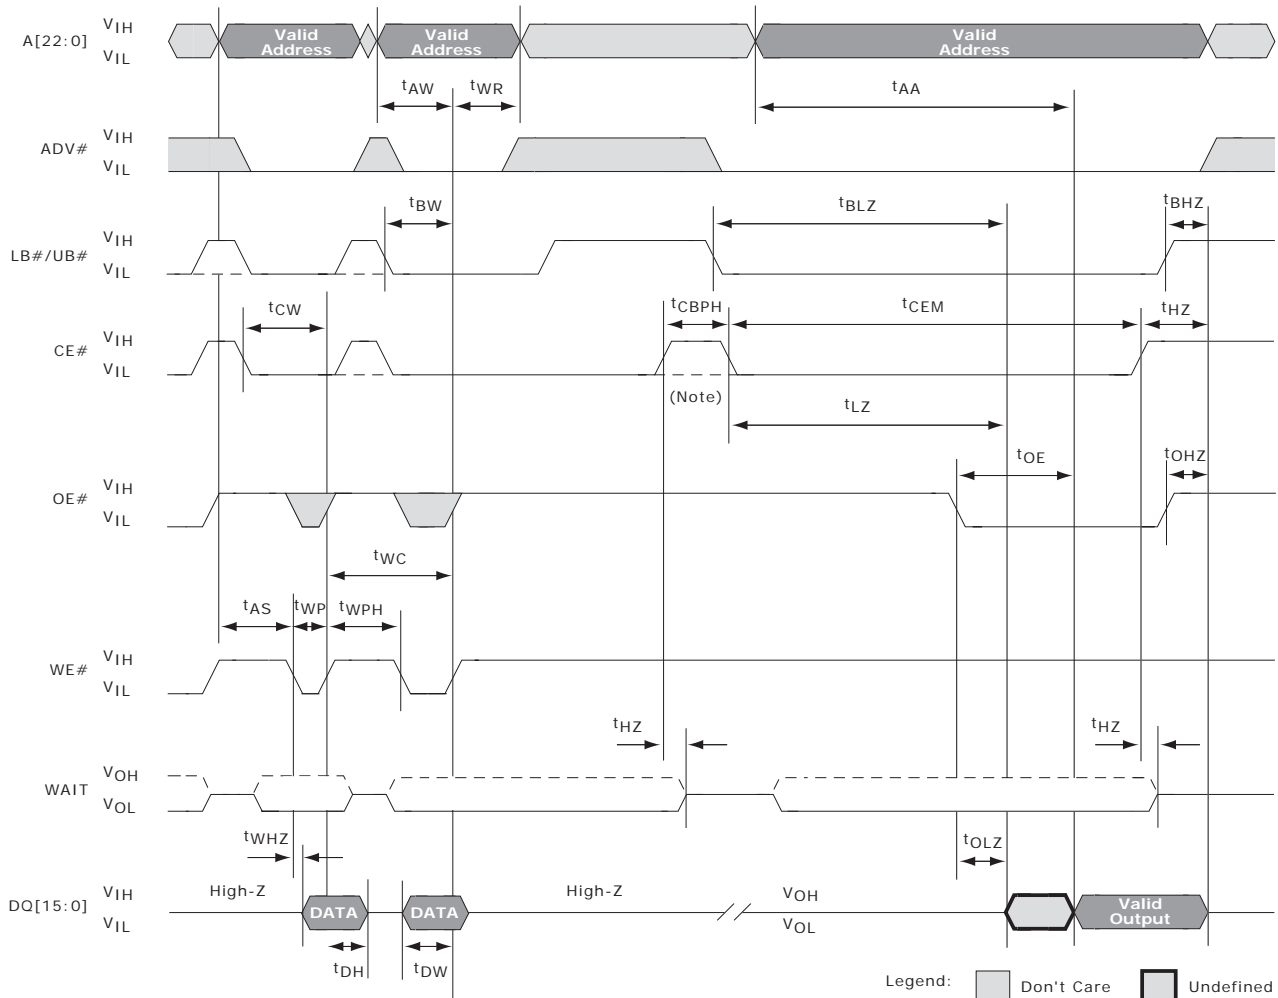 A[22:0] VIH Valid Address Valid Address Valid Address
VIL
tAW tWR tAA
ADV# VIH
VIL
tBW tBLZ tBHZ
LB#/UB# VIH
VIL
tCW tCBPH tCEM tHZ
CE# VIH
VIL
(Note)
tLZ
tOE tOHZ
OE# VIH
VIL
tWC
tAS tWP tWPH
WE# VIH
VIL
tHZ tHZ
WAIT VOH
VOL
tWHZ tOLZ
DQ[15:0] VIH High-Z DATA DATA High-Z VOH Valid Output
VIL VOL
tDH tDW
Legend: Don't Care Undefined